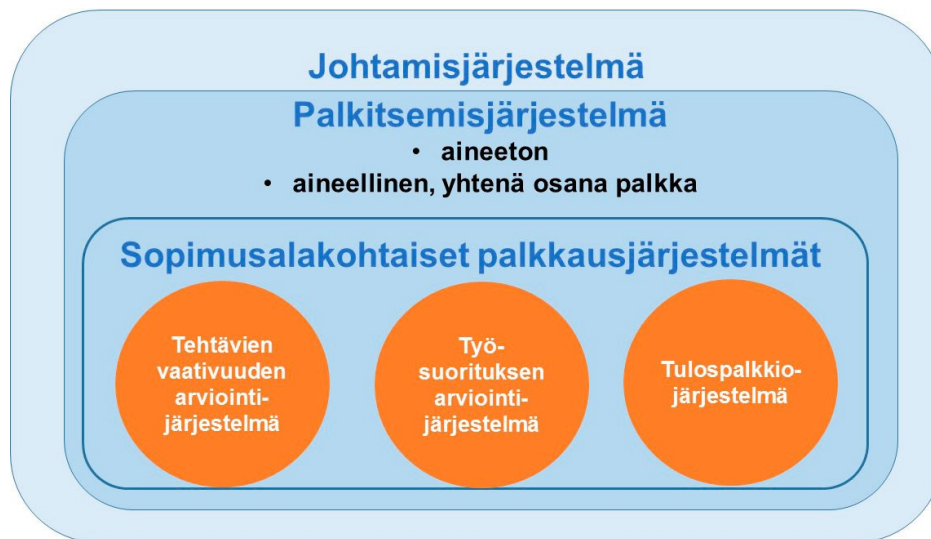 Johtamisjärjestelmä
Palkitsemisjärjestelmä
• aineeton
• aineellinen, yhtenä osana palkka
Sopimusalakohtaiset palkkausjärjestelmät
Tehtävien
vaativuuden
arviointi-
järjestelmä
Työ-
suorituksen
arviointi-
järjestelmä
Tulospalkkio-
järjestelmä